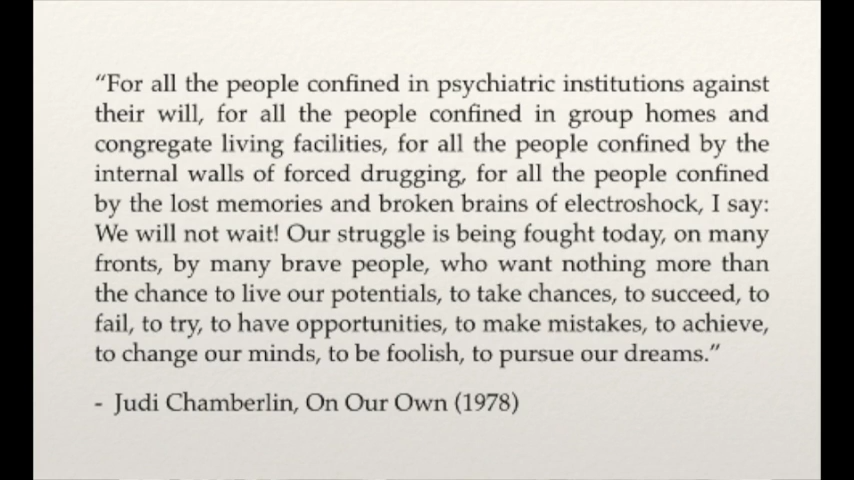 “For all the people confined in psychiatric institutions against
their will, for all the people confined in group homes and
congregate living facilities, for all the people confined by the
internal walls of forced drugging, for all the people confined
by the lost memories and broken brains of electroshock, I say:
We will not wait! Our struggle is being fought today, on many
fronts, by many brave people, who want nothing more than
the chance to live our potentials, to take chances, to succeed, to
fail, to try, to have opportunities, to make mistakes, to achieve,
to change our minds, to be foolish, to pursue our dreams.”
- Judi Chamberlin, On Our Own (1978)